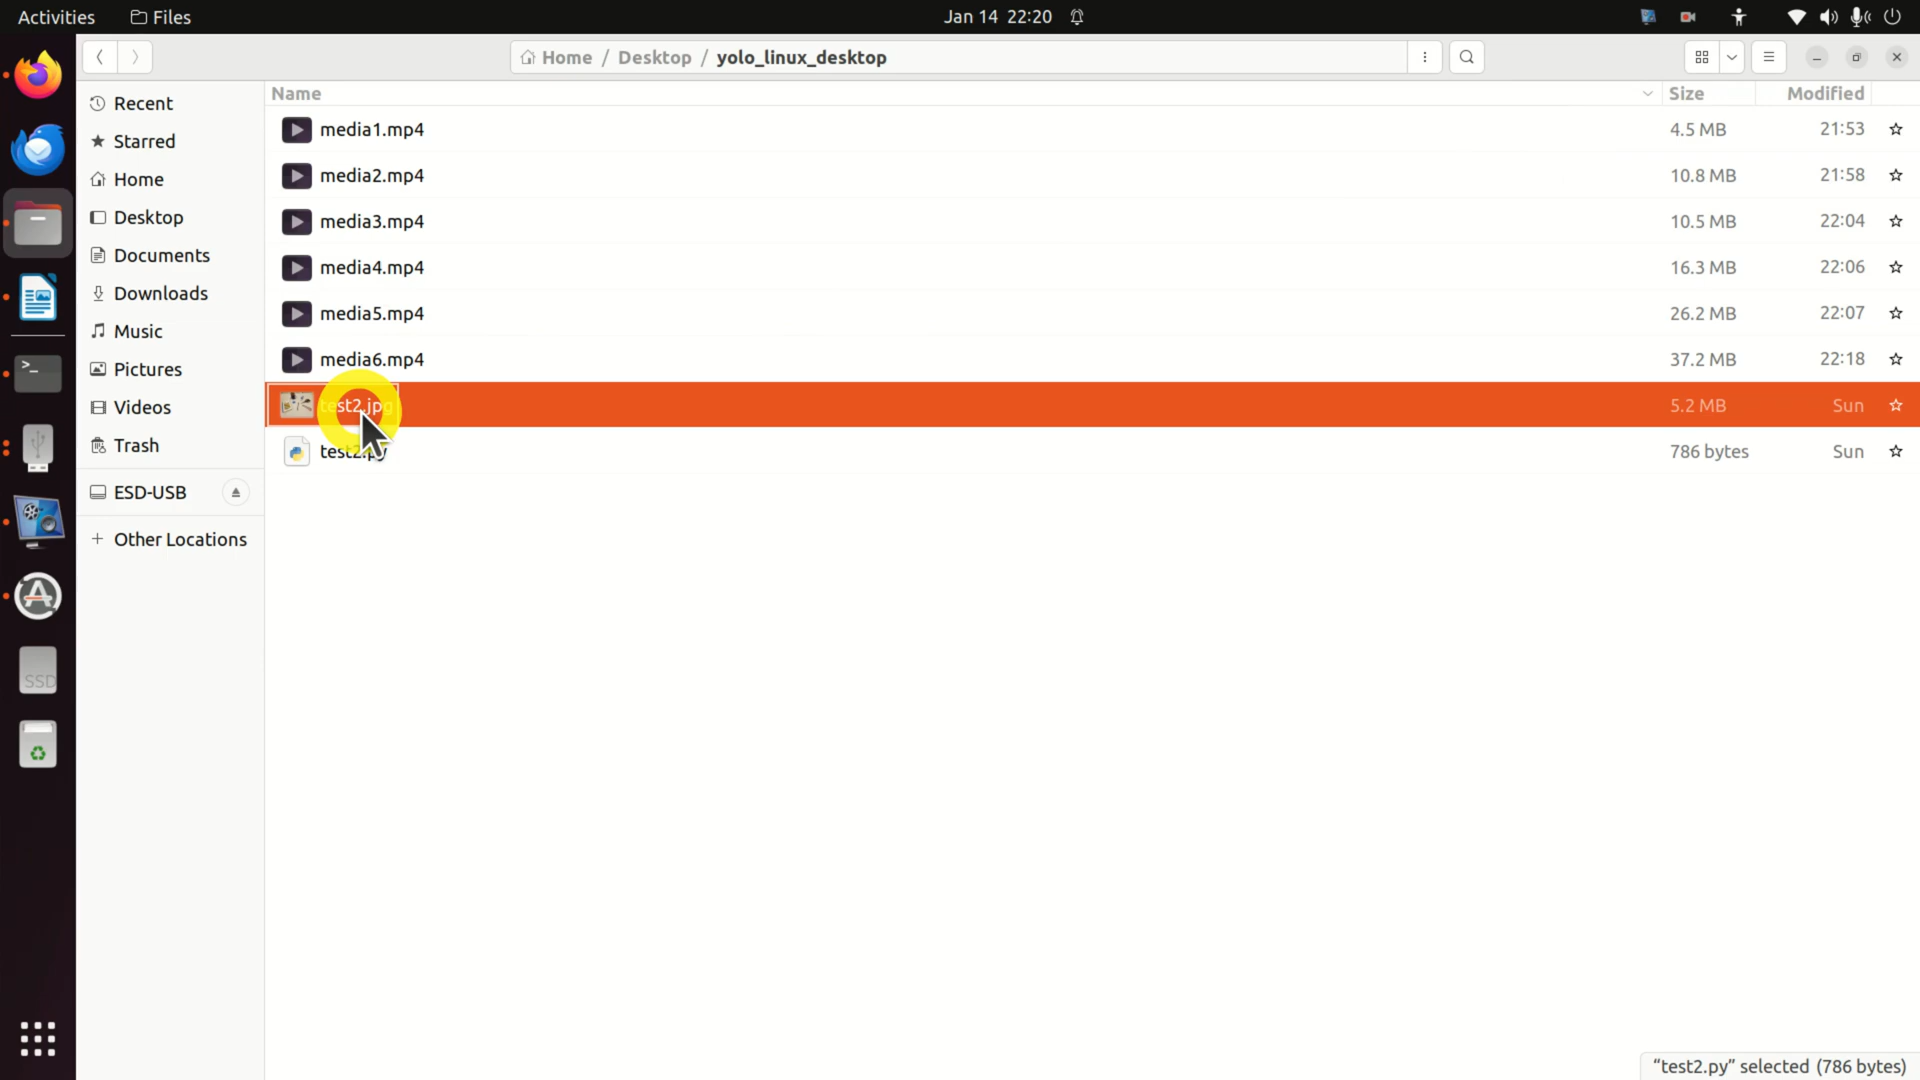 Activities Files Jan 14 22:20
Home / Desktop / yolo_linux_desktop
Recent
Starred
Home
Desktop
Documents
Downloads
Music
Pictures
Videos
Trash
ESD-USB
+ Other Locations
Name Size Modified
media1.mp4 4.5 MB 21:53
media2.mp4 10.8 MB 21:58
media3.mp4 10.5 MB 22:04
media4.mp4 16.3 MB 22:06
media5.mp4 26.2 MB 22:07
media6.mp4 37.2 MB 22:18
test2.jpg 5.2 MB Sun
test2.py 786 bytes Sun
SSD
“test2.py” selected (786 bytes)